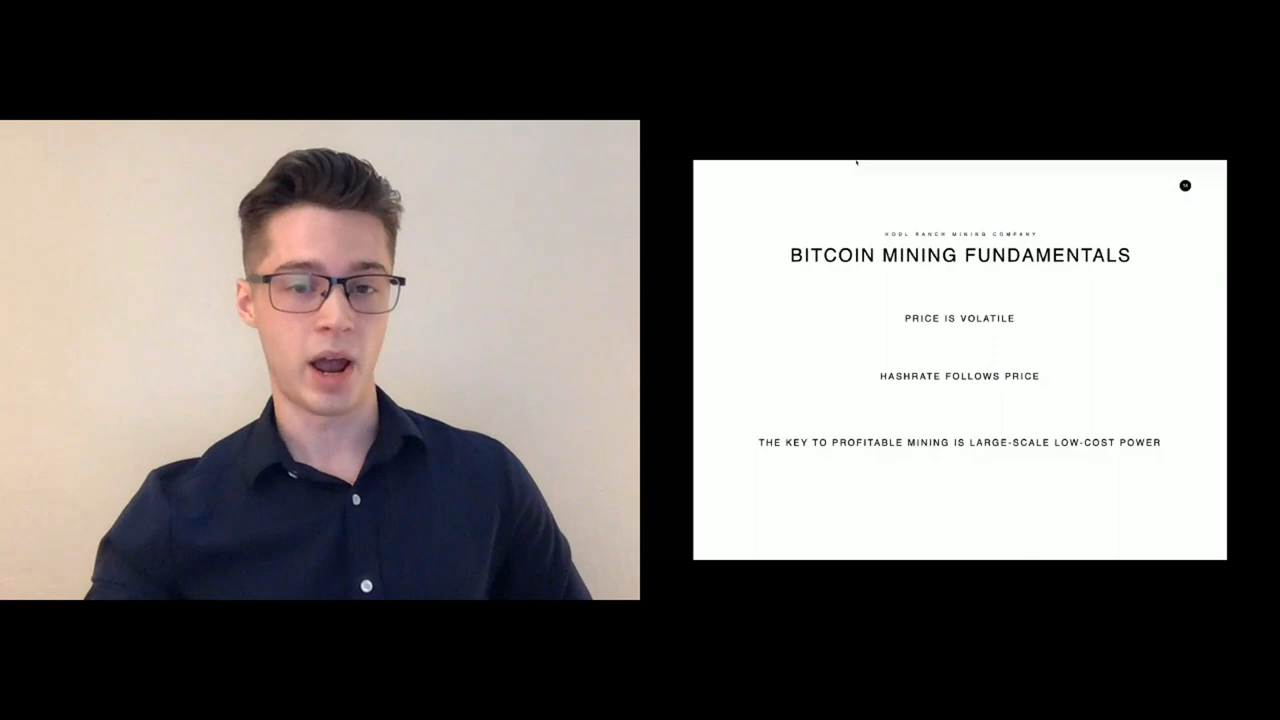 HODL RANCH MINING COMPANY
BITCOIN MINING FUNDAMENTALS
PRICE IS VOLATILE
HASHRATE FOLLOWS PRICE
THE KEY TO PROFITABLE MINING IS LARGE-SCALE LOW-COST POWER